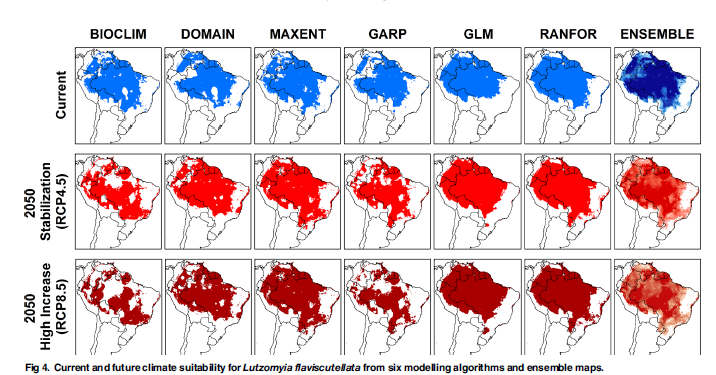 BIOCLIM DOMAIN MAXENT GARP GLM RANFOR ENSEMBLE
Current
2050
Stabilization
(RCP4.5)
2050
High Increase
(RCP8.5)
Fig 4. Current and future climate suitability for Lutzomyia flaviscutellata from six modelling algorithms and ensemble maps.